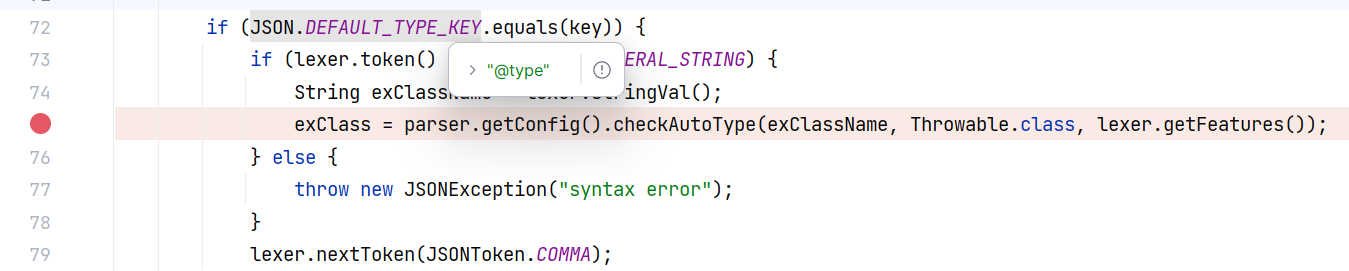 72 if (JSON.DEFAULT_TYPE_KEY.equals(key)) {
73 if (lexer.token() ERAL_STRING) {
> "@type"
74 String exClassName lexer.stringVal();
exClass = parser.getConfig().checkAutoType(exClassName, Throwable.class, lexer.getFeatures());
76 } else {
77 throw new JSONException("syntax error");
78 }
79 lexer.nextToken(JSONToken.COMMA);